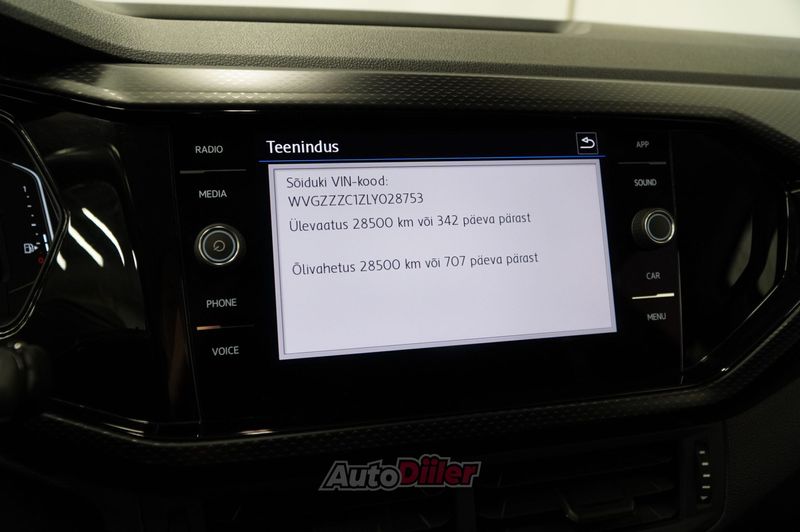 Teenindus
RADIO
MEDIA
PHONE
VOICE
Sõiduki VIN-kood:
WVGZZZC1ZLY028753
Ülevaatus 28500 km või 342 päeva pärast
Õlivahetus 28500 km või 707 päeva pärast
APP
SOUND
CAR
MENU
AutoDiiler